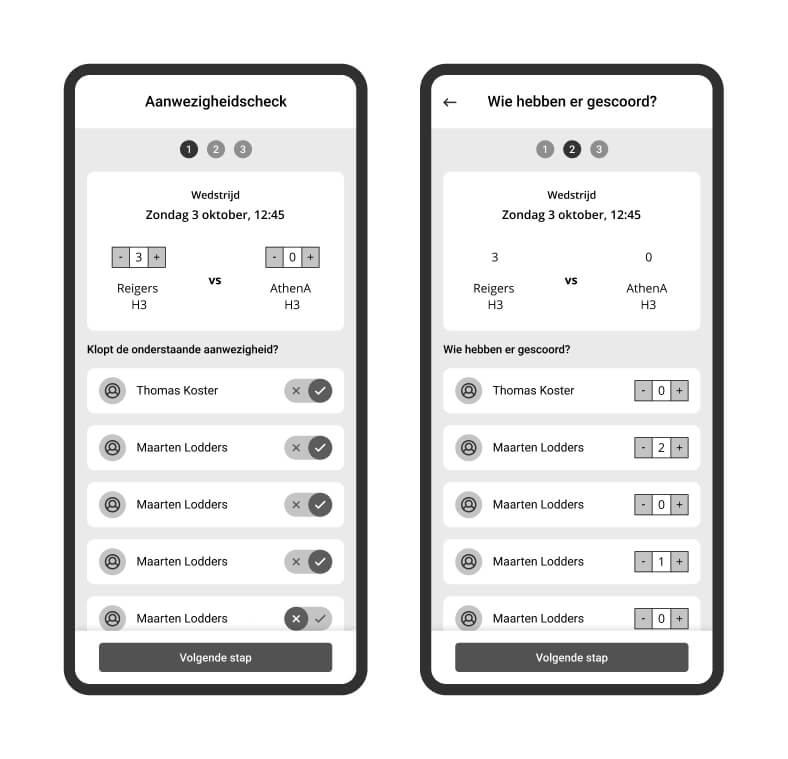 Aanwezigheidscheck
1 2 3
Wedstrijd
Zondag 3 oktober, 12:45
- 3 +
- 0 +
vs
Reigers
H3
AthenA
H3
Klopt de onderstaande aanwezigheid?
Thomas Koster
Maarten Lodders
Maarten Lodders
Maarten Lodders
Maarten Lodders
Volgende stap
Wie hebben er gescoord?
1 2 3
Wedstrijd
Zondag 3 oktober, 12:45
3
0
vs
Reigers
H3
AthenA
H3
Wie hebben er gescoord?
Thomas Koster - 0 +
Maarten Lodders - 2 +
Maarten Lodders - 0 +
Maarten Lodders - 1 +
Maarten Lodders - 0 +
Volgende stap